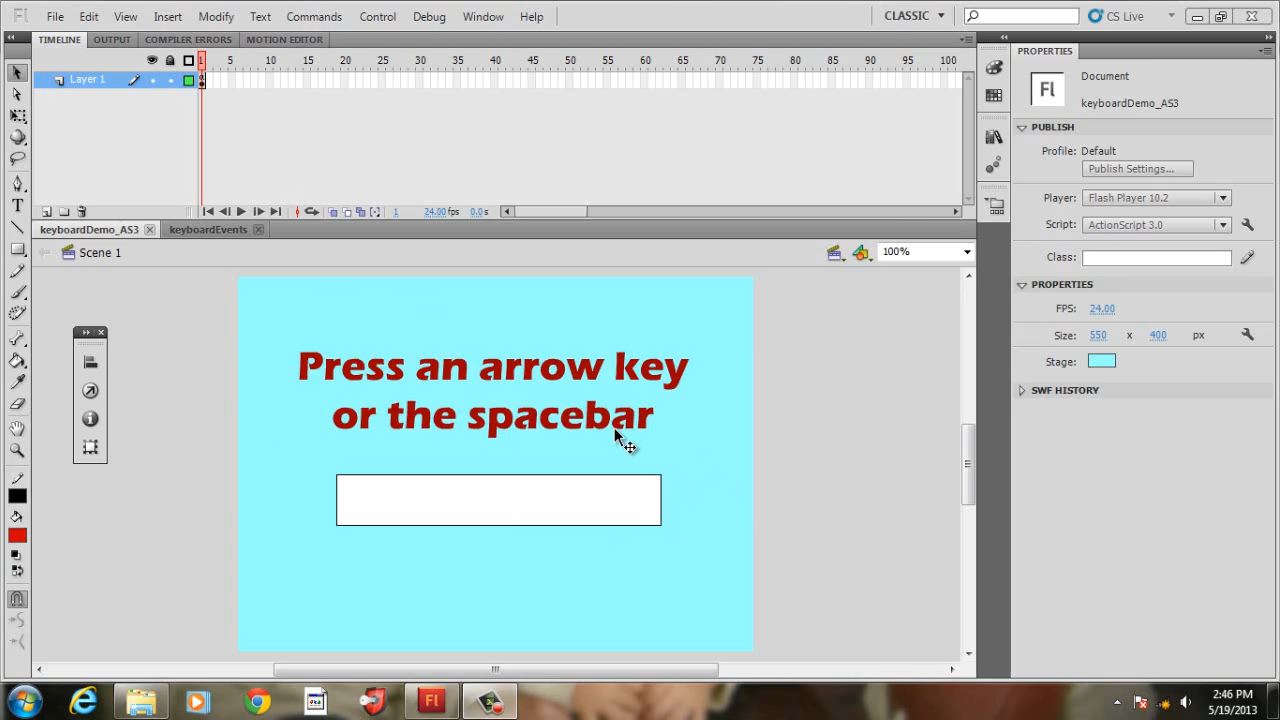 Fl File Edit View Insert Modify Text Commands Control Debug Window Help CLASSIC CS Live
TIMELINE OUTPUT COMPILER ERRORS MOTION EDITOR
1 5 10 15 20 25 30 35 40 45 50 55 60 65 70 75 80 85 90 95 100
Layer 1
1 24.00 fps 0.0 s
keyboardDemo_AS3 keyboardEvents
Scene 1 100%
Press an arrow key
or the spacebar
PROPERTIES
Fl Document
keyboardDemo_AS3
PUBLISH
Profile: Default
Publish Settings...
Player: Flash Player 10.2
Script: ActionScript 3.0
Class:
PROPERTIES
FPS: 24.00
Size: 550 x 400 px
Stage:
SWF HISTORY
Fl
2:46 PM
5/19/2013